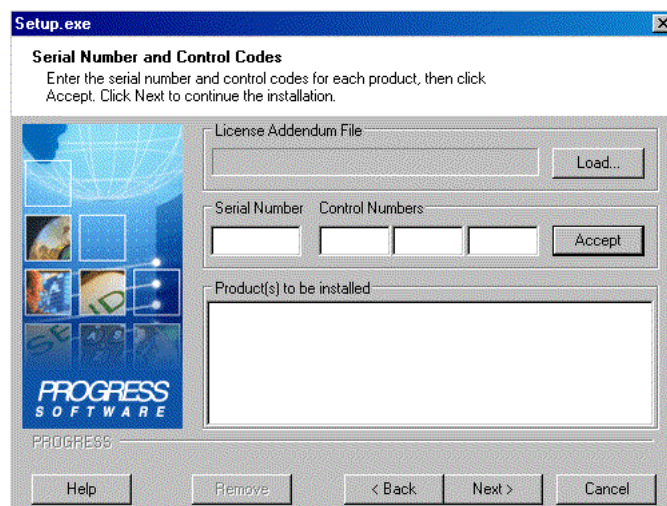 Setup.exe
Serial Number and Control Codes
Enter the serial number and control codes for each product, then click
Accept. Click Next to continue the installation.
License Addendum File
Load...
Serial Number Control Numbers
Accept
Product(s) to be installed
PROGRESS
SOFTWARE
PROGRESS
Help Remove < Back Next > Cancel